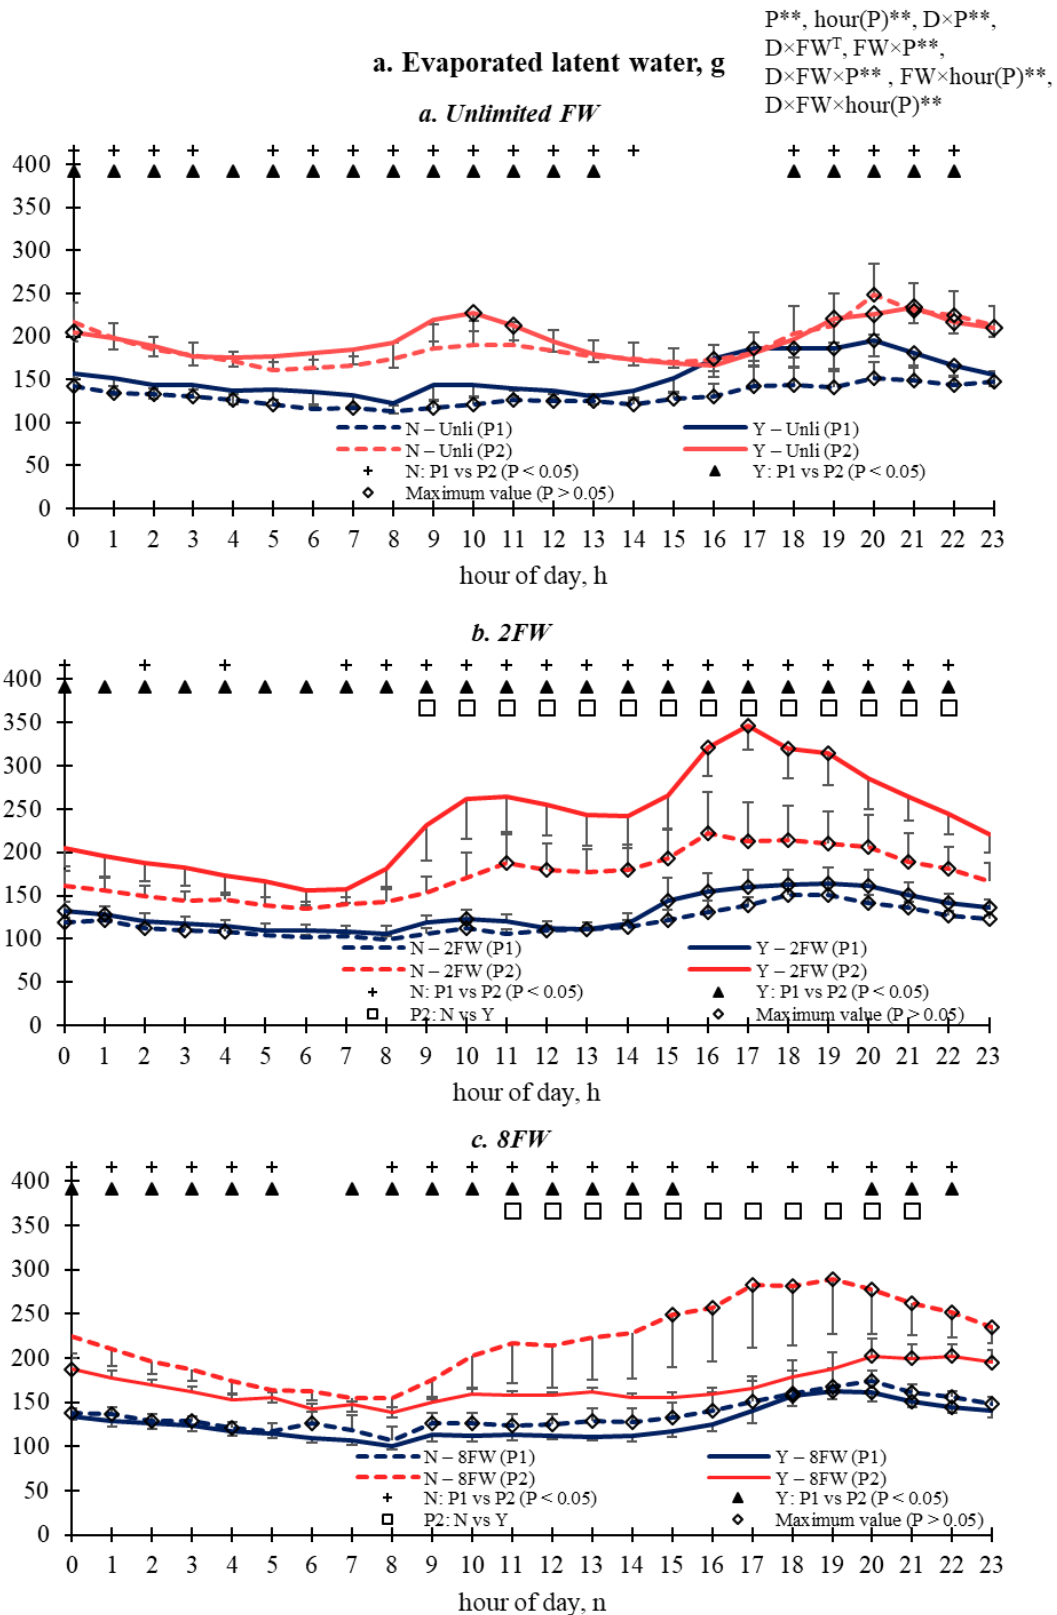 P**, hour(P)**, D×P**,
D×FWᵀ, FW×P**,
D×FW×P** , FW×hour(P)**,
D×FW×hour(P)**
a. Evaporated latent water, g
a. Unlimited FW
400
350
300
250
200
150
100
50
0
N – Unli (P1)
Y – Unli (P1)
N – Unli (P2)
Y – Unli (P2)
N: P1 vs P2 (P < 0.05)
Y: P1 vs P2 (P < 0.05)
Maximum value (P > 0.05)
0 1 2 3 4 5 6 7 8 9 10 11 12 13 14 15 16 17 18 19 20 21 22 23
hour of day, h
b. 2FW
400
350
300
250
200
150
100
50
0
N – 2FW (P1)
Y – 2FW (P1)
N – 2FW (P2)
Y – 2FW (P2)
N: P1 vs P2 (P < 0.05)
Y: P1 vs P2 (P < 0.05)
P2: N vs Y
Maximum value (P > 0.05)
0 1 2 3 4 5 6 7 8 9 10 11 12 13 14 15 16 17 18 19 20 21 22 23
hour of day, h
c. 8FW
400
350
300
250
200
150
100
50
0
N – 8FW (P1)
Y – 8FW (P1)
N – 8FW (P2)
Y – 8FW (P2)
N: P1 vs P2 (P < 0.05)
Y: P1 vs P2 (P < 0.05)
P2: N vs Y
Maximum value (P > 0.05)
0 1 2 3 4 5 6 7 8 9 10 11 12 13 14 15 16 17 18 19 20 21 22 23
hour of day, n